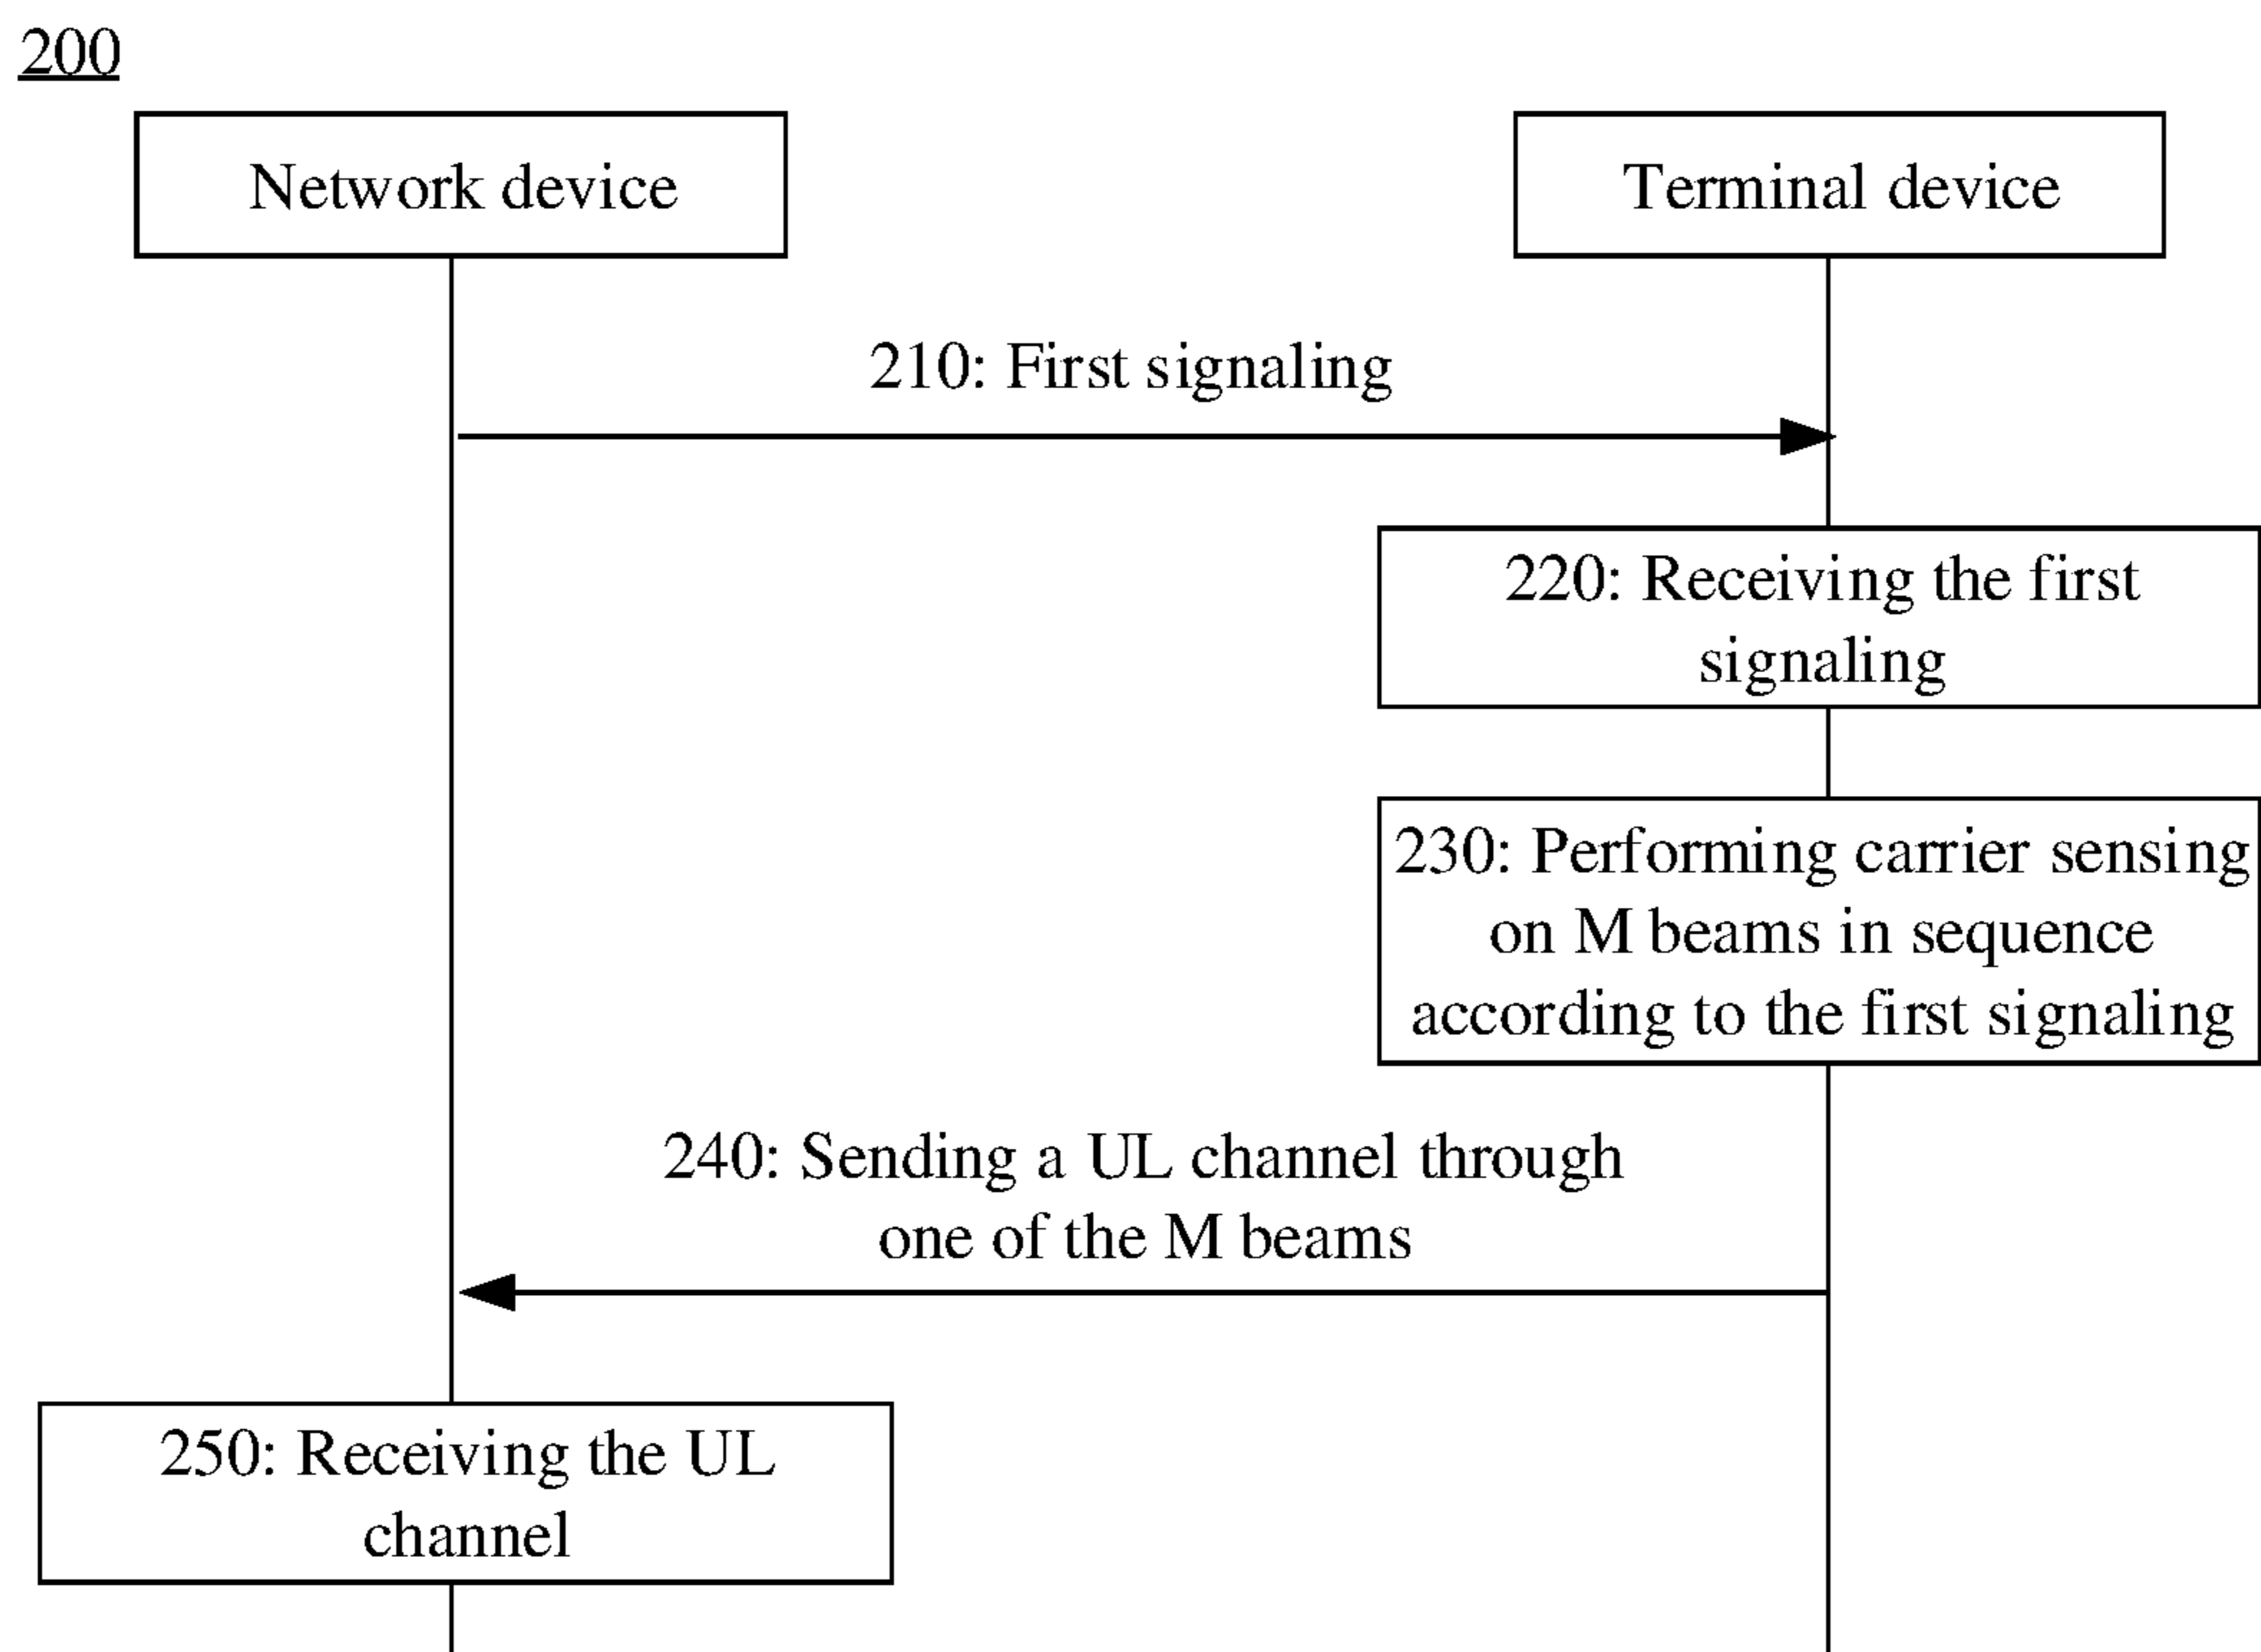 200
Network device
Terminal device
210: First signaling
220: Receiving the first
signaling
230: Performing carrier sensing
on M beams in sequence
according to the first signaling
240: Sending a UL channel through
one of the M beams
250: Receiving the UL
channel